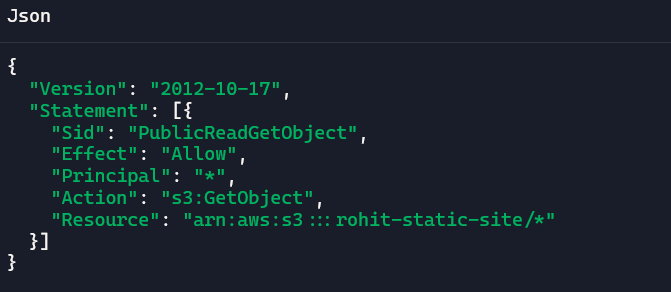 Json
{
  "Version": "2012-10-17",
  "Statement": [{
    "Sid": "PublicReadGetObject",
    "Effect": "Allow",
    "Principal": "*",
    "Action": "s3:GetObject",
    "Resource": "arn:aws:s3:::rohit-static-site/*"
  }]
}